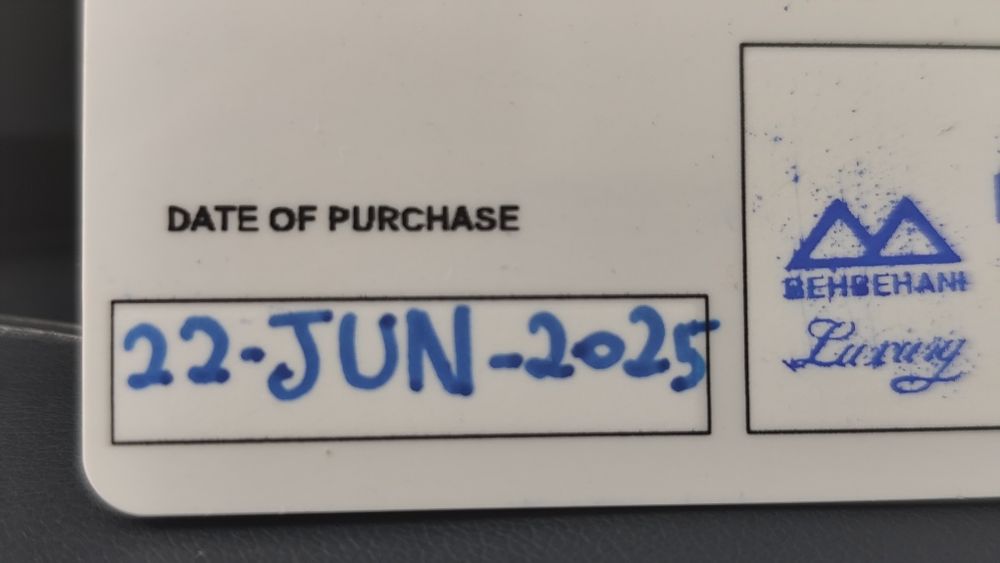 DATE OF PURCHASE
22-JUN-2025
BEHBEHANI
Luxury